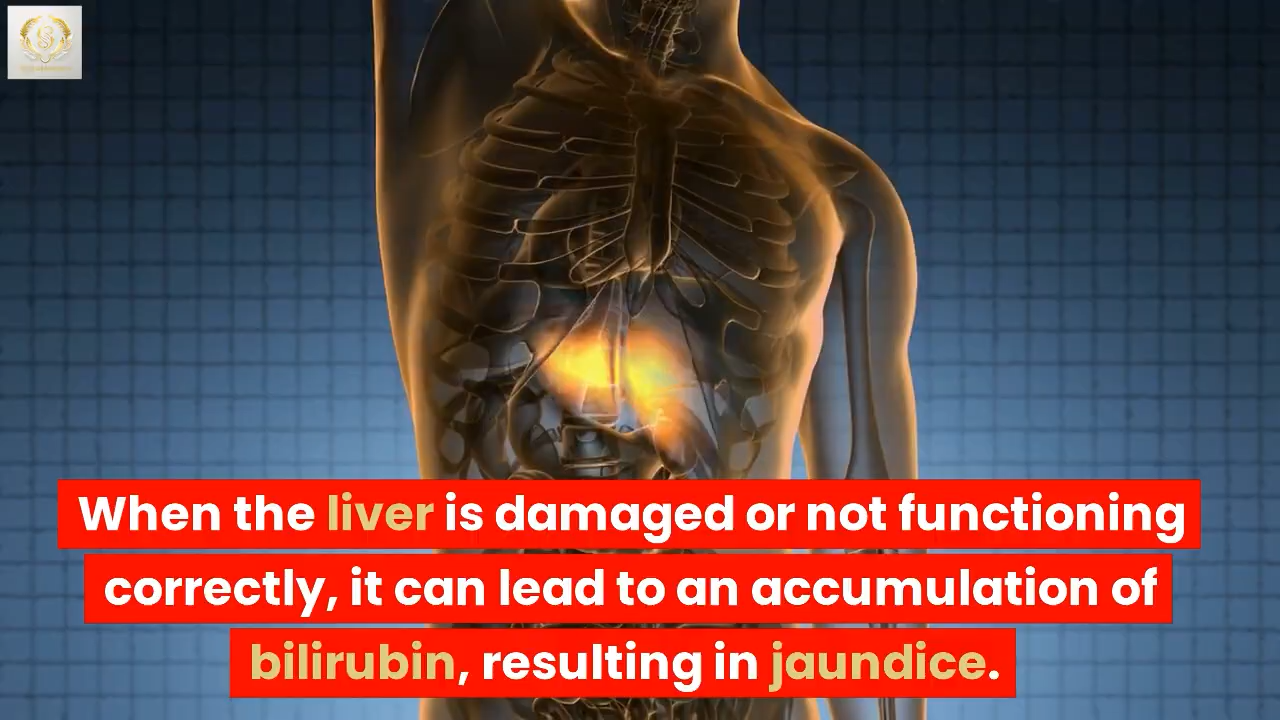 When the liver is damaged or not functioning
correctly, it can lead to an accumulation of
bilirubin, resulting in jaundice.